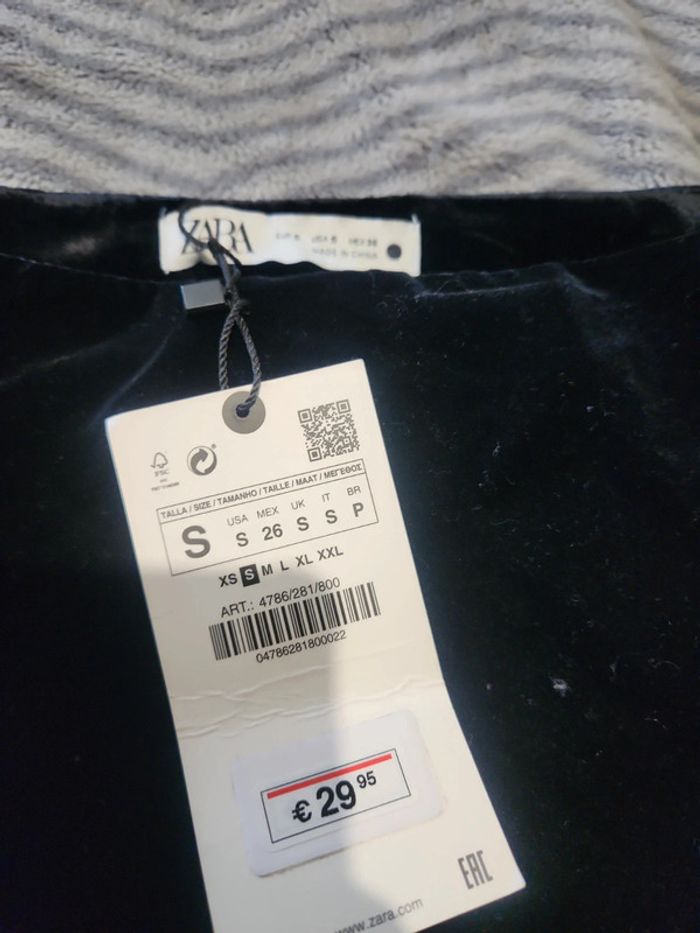 ZARA
MADE IN CHINA
FSC
TALLA / SIZE / TAMANHO / TAILLE / MAAT / ΜΕΓΕΘΟΣ
S USA S MEX 26 UK S IT S BR P
XS S M L XL XXL
ART.: 4786/281/800
04786281800022
€ 29 95
EAC
www.zara.com